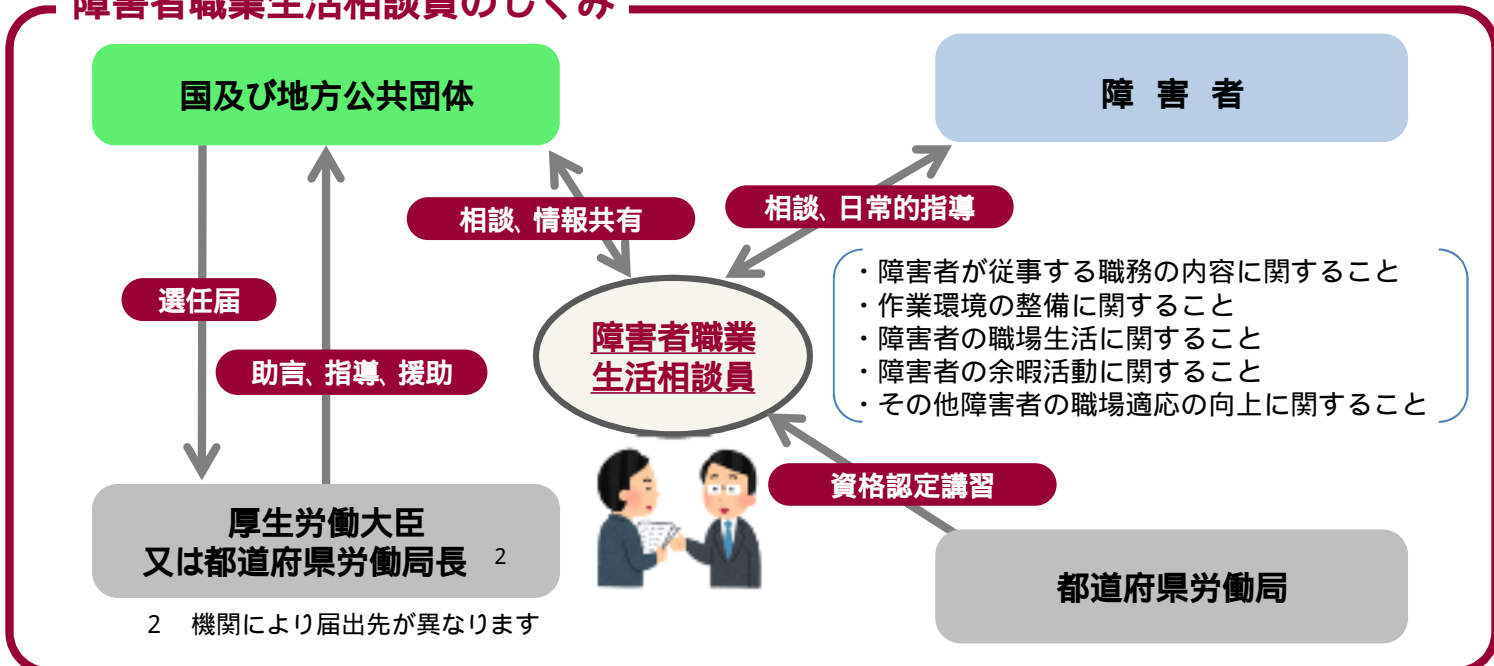 障害者職業生活相談員のしくみ
国及び地方公共団体
障 害 者
相談、情報共有
相談、日常的指導
選任届
助言、指導、援助
障害者職業
生活相談員
・障害者が従事する職務の内容に関すること
・作業環境の整備に関すること
・障害者の職場生活に関すること
・障害者の余暇活動に関すること
・その他障害者の職場適応の向上に関すること
資格認定講習
厚生労働大臣
又は都道府県労働局長 2
都道府県労働局
2 機関により届出先が異なります